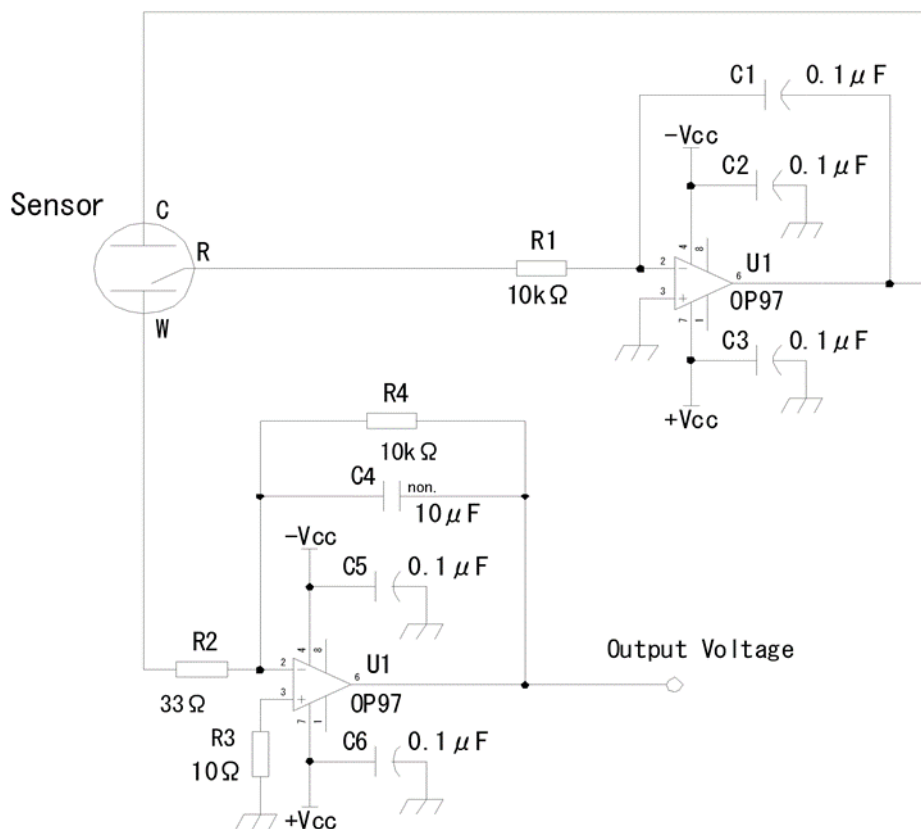 C1 0.1μF
-Vcc
C2 0.1μF
Sensor
C
R
W
R1
10kΩ
4 8
2 - 6
3 +
7 1
U1
OP97
C3 0.1μF
+Vcc
R4
10kΩ
C4 non.
10μF
-Vcc
C5 0.1μF
R2
33Ω
4 8
2 - 6
3 +
7 1
U1
OP97
Output Voltage
R3
10Ω
C6 0.1μF
+Vcc